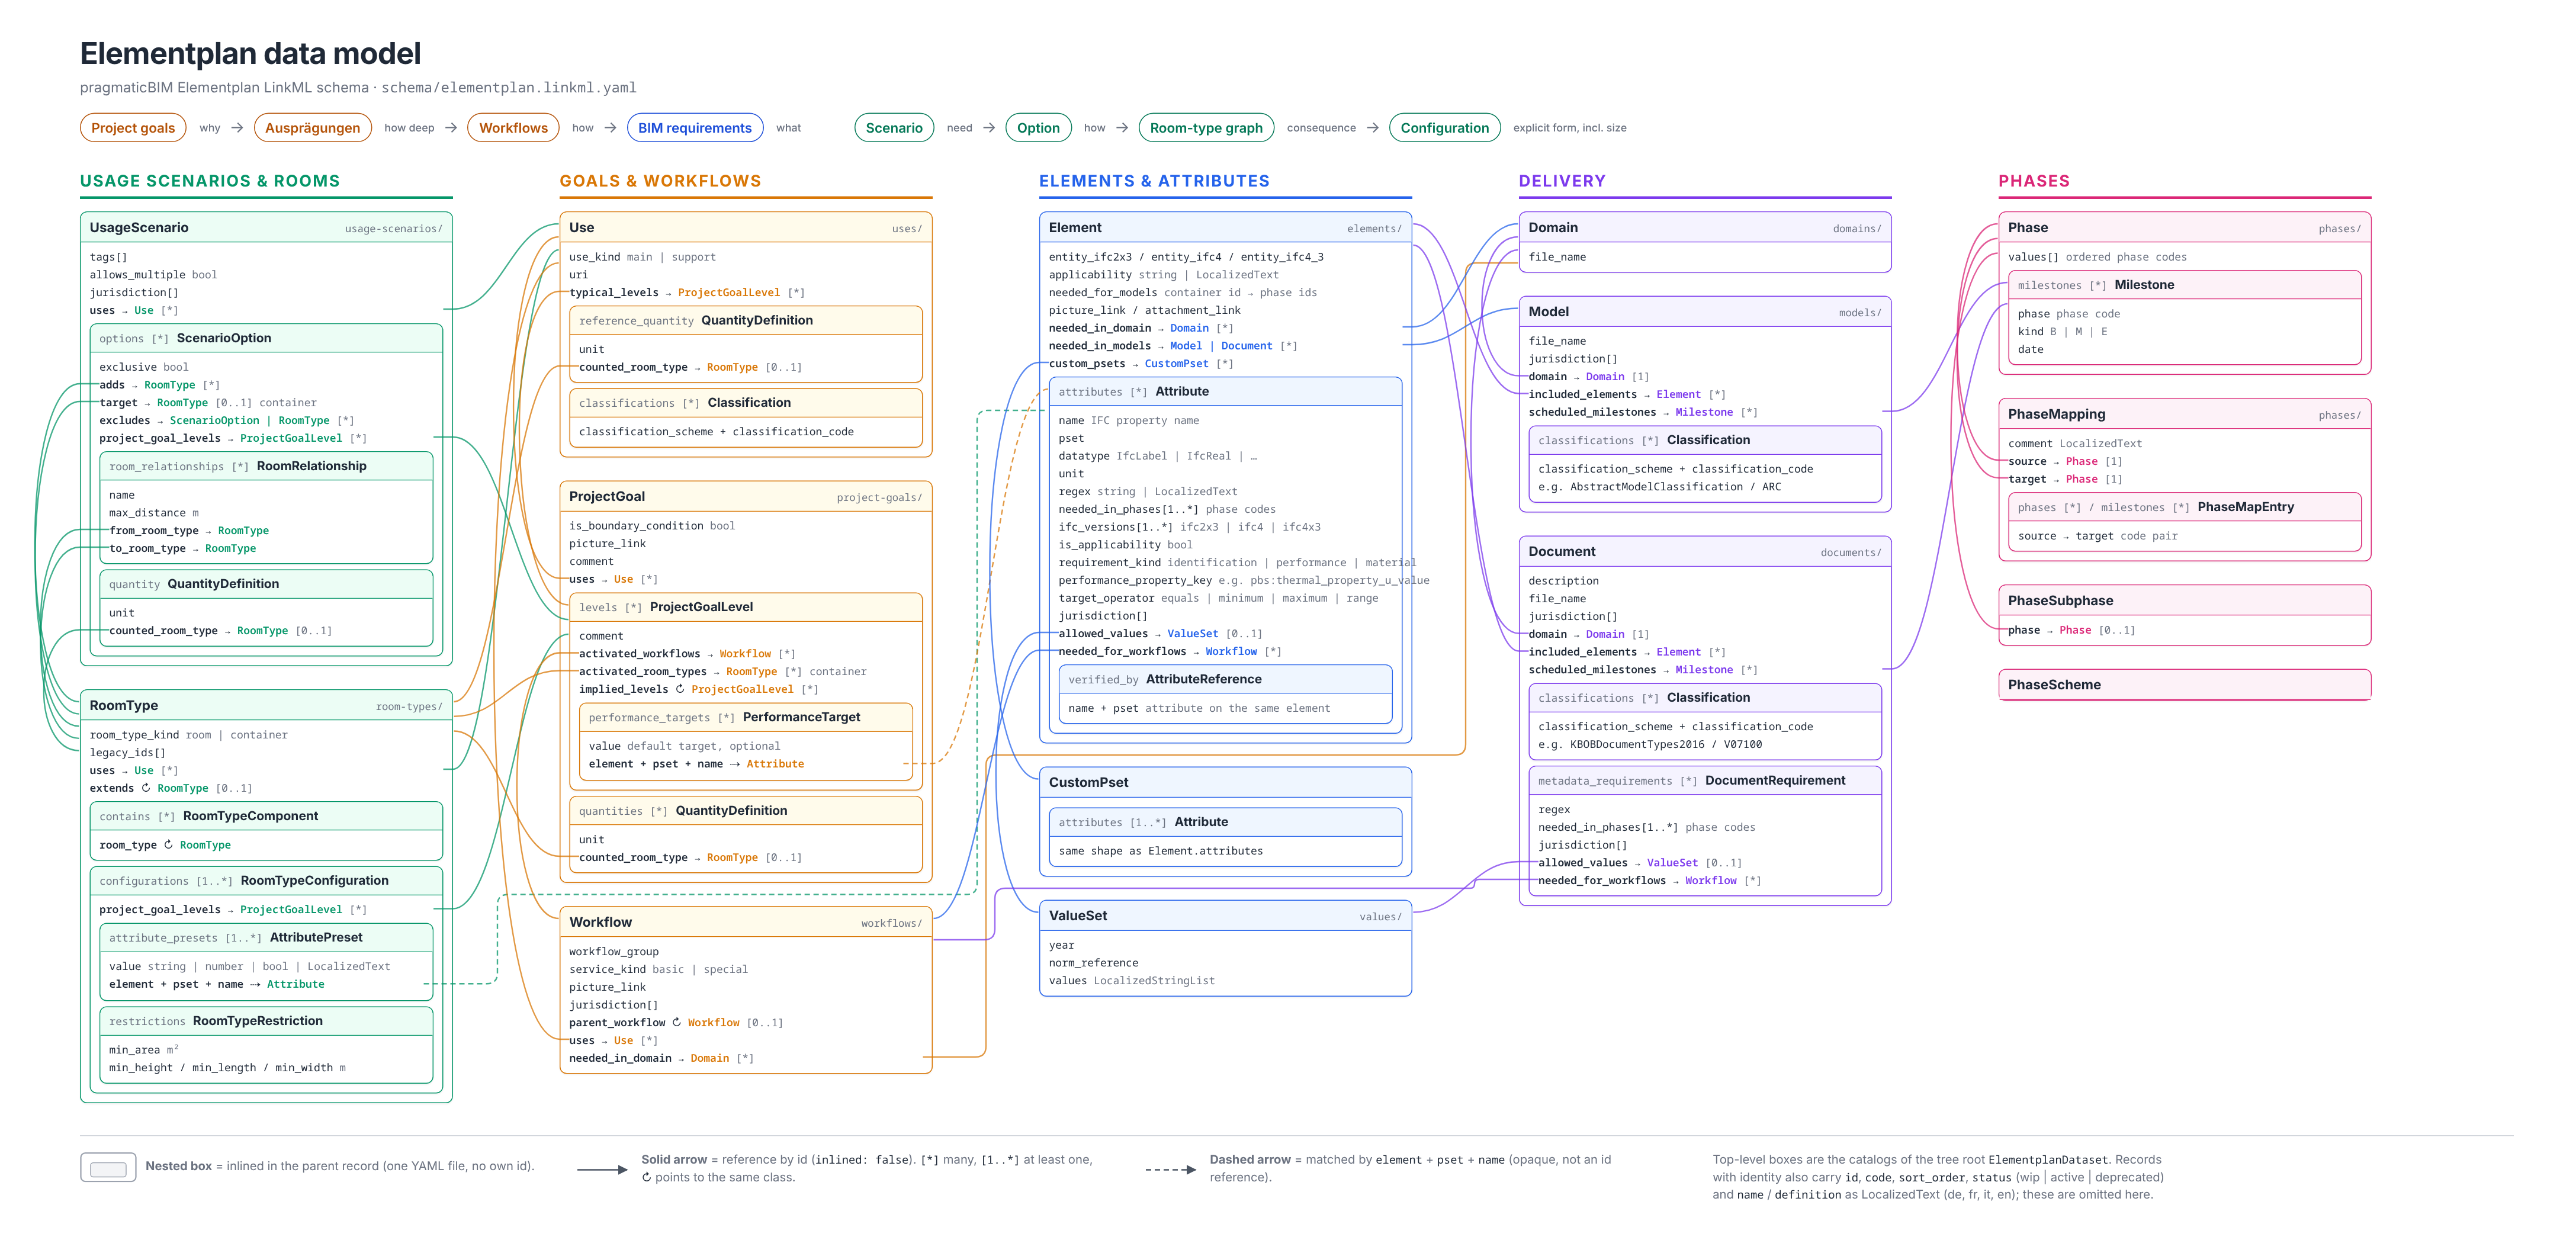 Elementplan data model
pragmaticBIM Elementplan LinkML schema · schema/elementplan.linkml.yaml
Project goals why → Ausprägungen how deep → Workflows how → BIM requirements what
Scenario need → Option how → Room-type graph consequence → Configuration explicit form, incl. size
USAGE SCENARIOS & ROOMS
UsageScenario usage-scenarios/
tags[]
allows_multiple bool
jurisdiction[]
uses → Use [*]
options [*] ScenarioOption
exclusive bool
adds → RoomType [*]
target → RoomType [0..1] container
excludes → ScenarioOption | RoomType [*]
project_goal_levels → ProjectGoalLevel [*]
room_relationships [*] RoomRelationship
name
max_distance m
from_room_type → RoomType
to_room_type → RoomType
quantity QuantityDefinition
unit
counted_room_type → RoomType [0..1]
RoomType room-types/
room_type_kind room | container
legacy_ids[]
uses → Use [*]
extends ↻ RoomType [0..1]
contains [*] RoomTypeComponent
room_type ↻ RoomType
configurations [1..*] RoomTypeConfiguration
project_goal_levels → ProjectGoalLevel [*]
attribute_presets [1..*] AttributePreset
value string | number | bool | LocalizedText
element + pset + name ⇢ Attribute
restrictions RoomTypeRestriction
min_area m²
min_height / min_length / min_width m
GOALS & WORKFLOWS
Use uses/
use_kind main | support
uri
typical_levels → ProjectGoalLevel [*]
reference_quantity QuantityDefinition
unit
counted_room_type → RoomType [0..1]
classifications [*] Classification
classification_scheme + classification_code
ProjectGoal project-goals/
is_boundary_condition bool
picture_link
comment
uses → Use [*]
levels [*] ProjectGoalLevel
comment
activated_workflows → Workflow [*]
activated_room_types → RoomType [*] container
implied_levels ↻ ProjectGoalLevel [*]
performance_targets [*] PerformanceTarget
value default target, optional
element + pset + name ⇢ Attribute
quantities [*] QuantityDefinition
unit
counted_room_type → RoomType [0..1]
Workflow workflows/
workflow_group
service_kind basic | special
picture_link
jurisdiction[]
parent_workflow ↻ Workflow [0..1]
uses → Use [*]
needed_in_domain → Domain [*]
ELEMENTS & ATTRIBUTES
Element elements/
entity_ifc2x3 / entity_ifc4 / entity_ifc4_3
applicability string | LocalizedText
needed_for_models container id → phase ids
picture_link / attachment_link
needed_in_domain → Domain [*]
needed_in_models → Model | Document [*]
custom_psets → CustomPset [*]
attributes [*] Attribute
name IFC property name
pset
datatype IfcLabel | IfcReal | …
unit
regex string | LocalizedText
needed_in_phases[1..*] phase codes
ifc_versions[1..*] ifc2x3 | ifc4 | ifc4x3
is_applicability bool
requirement_kind identification | performance | material
performance_property_key e.g. pbs:thermal_property_u_value
target_operator equals | minimum | maximum | range
jurisdiction[]
allowed_values → ValueSet [0..1]
needed_for_workflows → Workflow [*]
verified_by AttributeReference
name + pset attribute on the same element
CustomPset
attributes [1..*] Attribute
same shape as Element.attributes
ValueSet values/
year
norm_reference
values LocalizedStringList
DELIVERY
Domain domains/
file_name
Model models/
file_name
jurisdiction[]
domain → Domain [1]
included_elements → Element [*]
scheduled_milestones → Milestone [*]
classifications [*] Classification
classification_scheme + classification_code
e.g. AbstractModelClassification / ARC
Document documents/
description
file_name
jurisdiction[]
domain → Domain [1]
included_elements → Element [*]
scheduled_milestones → Milestone [*]
classifications [*] Classification
classification_scheme + classification_code
e.g. KBOBDocumentTypes2016 / V07100
metadata_requirements [*] DocumentRequirement
regex
needed_in_phases[1..*] phase codes
jurisdiction[]
allowed_values → ValueSet [0..1]
needed_for_workflows → Workflow [*]
PHASES
Phase phases/
values[] ordered phase codes
milestones [*] Milestone
phase phase code
kind B | M | E
date
PhaseMapping phases/
comment LocalizedText
source → Phase [1]
target → Phase [1]
phases [*] / milestones [*] PhaseMapEntry
source → target code pair
PhaseSubphase
phase → Phase [0..1]
PhaseScheme
Nested box = inlined in the parent record (one YAML file, no own id).
Solid arrow = reference by id (inlined: false). [*] many, [1..*] at least one,
↻ points to the same class.
Dashed arrow = matched by element + pset + name (opaque, not an id
reference).
Top-level boxes are the catalogs of the tree root ElementplanDataset. Records
with identity also carry id, code, sort_order, status (wip | active | deprecated)
and name / definition as LocalizedText (de, fr, it, en); these are omitted here.